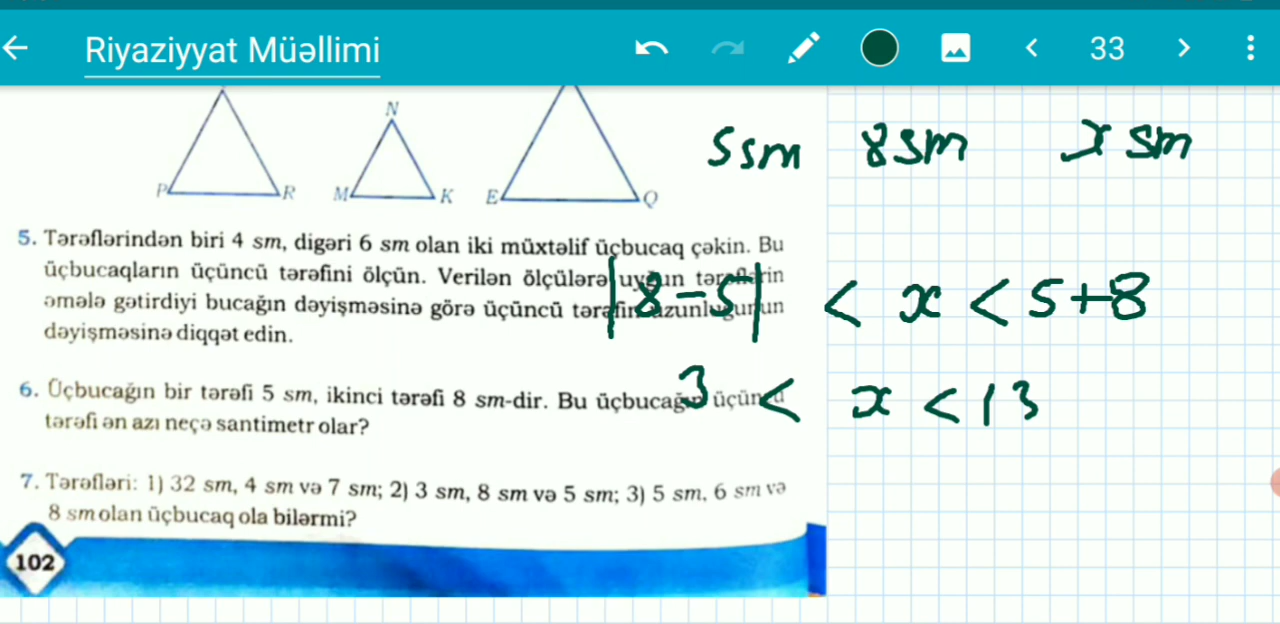 Riyaziyyat Müəllimi 33
N
P R M K E Q
5 sm 8 sm x sm
5. Tərəflərindən biri 4 sm, digəri 6 sm olan iki müxtəlif üçbucaq çəkin. Bu
üçbucaqların üçüncü tərəfini ölçün. Verilən ölçülərə uyğun tərəflərin
əmələ gətirdiyi bucağın dəyişməsinə görə üçüncü tərəfin uzunluğunun
dəyişməsinə diqqət edin.
|8-5| < x < 5+8
6. Üçbucağın bir tərəfi 5 sm, ikinci tərəfi 8 sm-dir. Bu üçbucağın üçüncü
tərəfi ən azı neçə santimetr olar?
3 < x < 13
7. Tərəfləri: 1) 32 sm, 4 sm və 7 sm; 2) 3 sm, 8 sm və 5 sm; 3) 5 sm, 6 sm və
8 sm olan üçbucaq ola bilərmi?
102